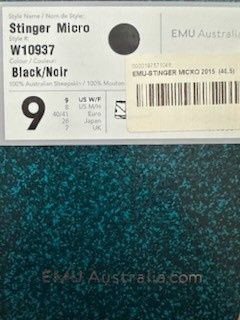 Style Name / Nom de Style:
Stinger Micro
Style #:
W10937
Colour / Couleur:
Black/Noir
100% Australian Sheepskin / 100% Mouton
EMU Australia
EMU-STINGER MICRO 2015 (40,5)
9
9 US W/F
8 US M/H
40/41 Euro
26 Japan
7 UK
EMU Australia.com